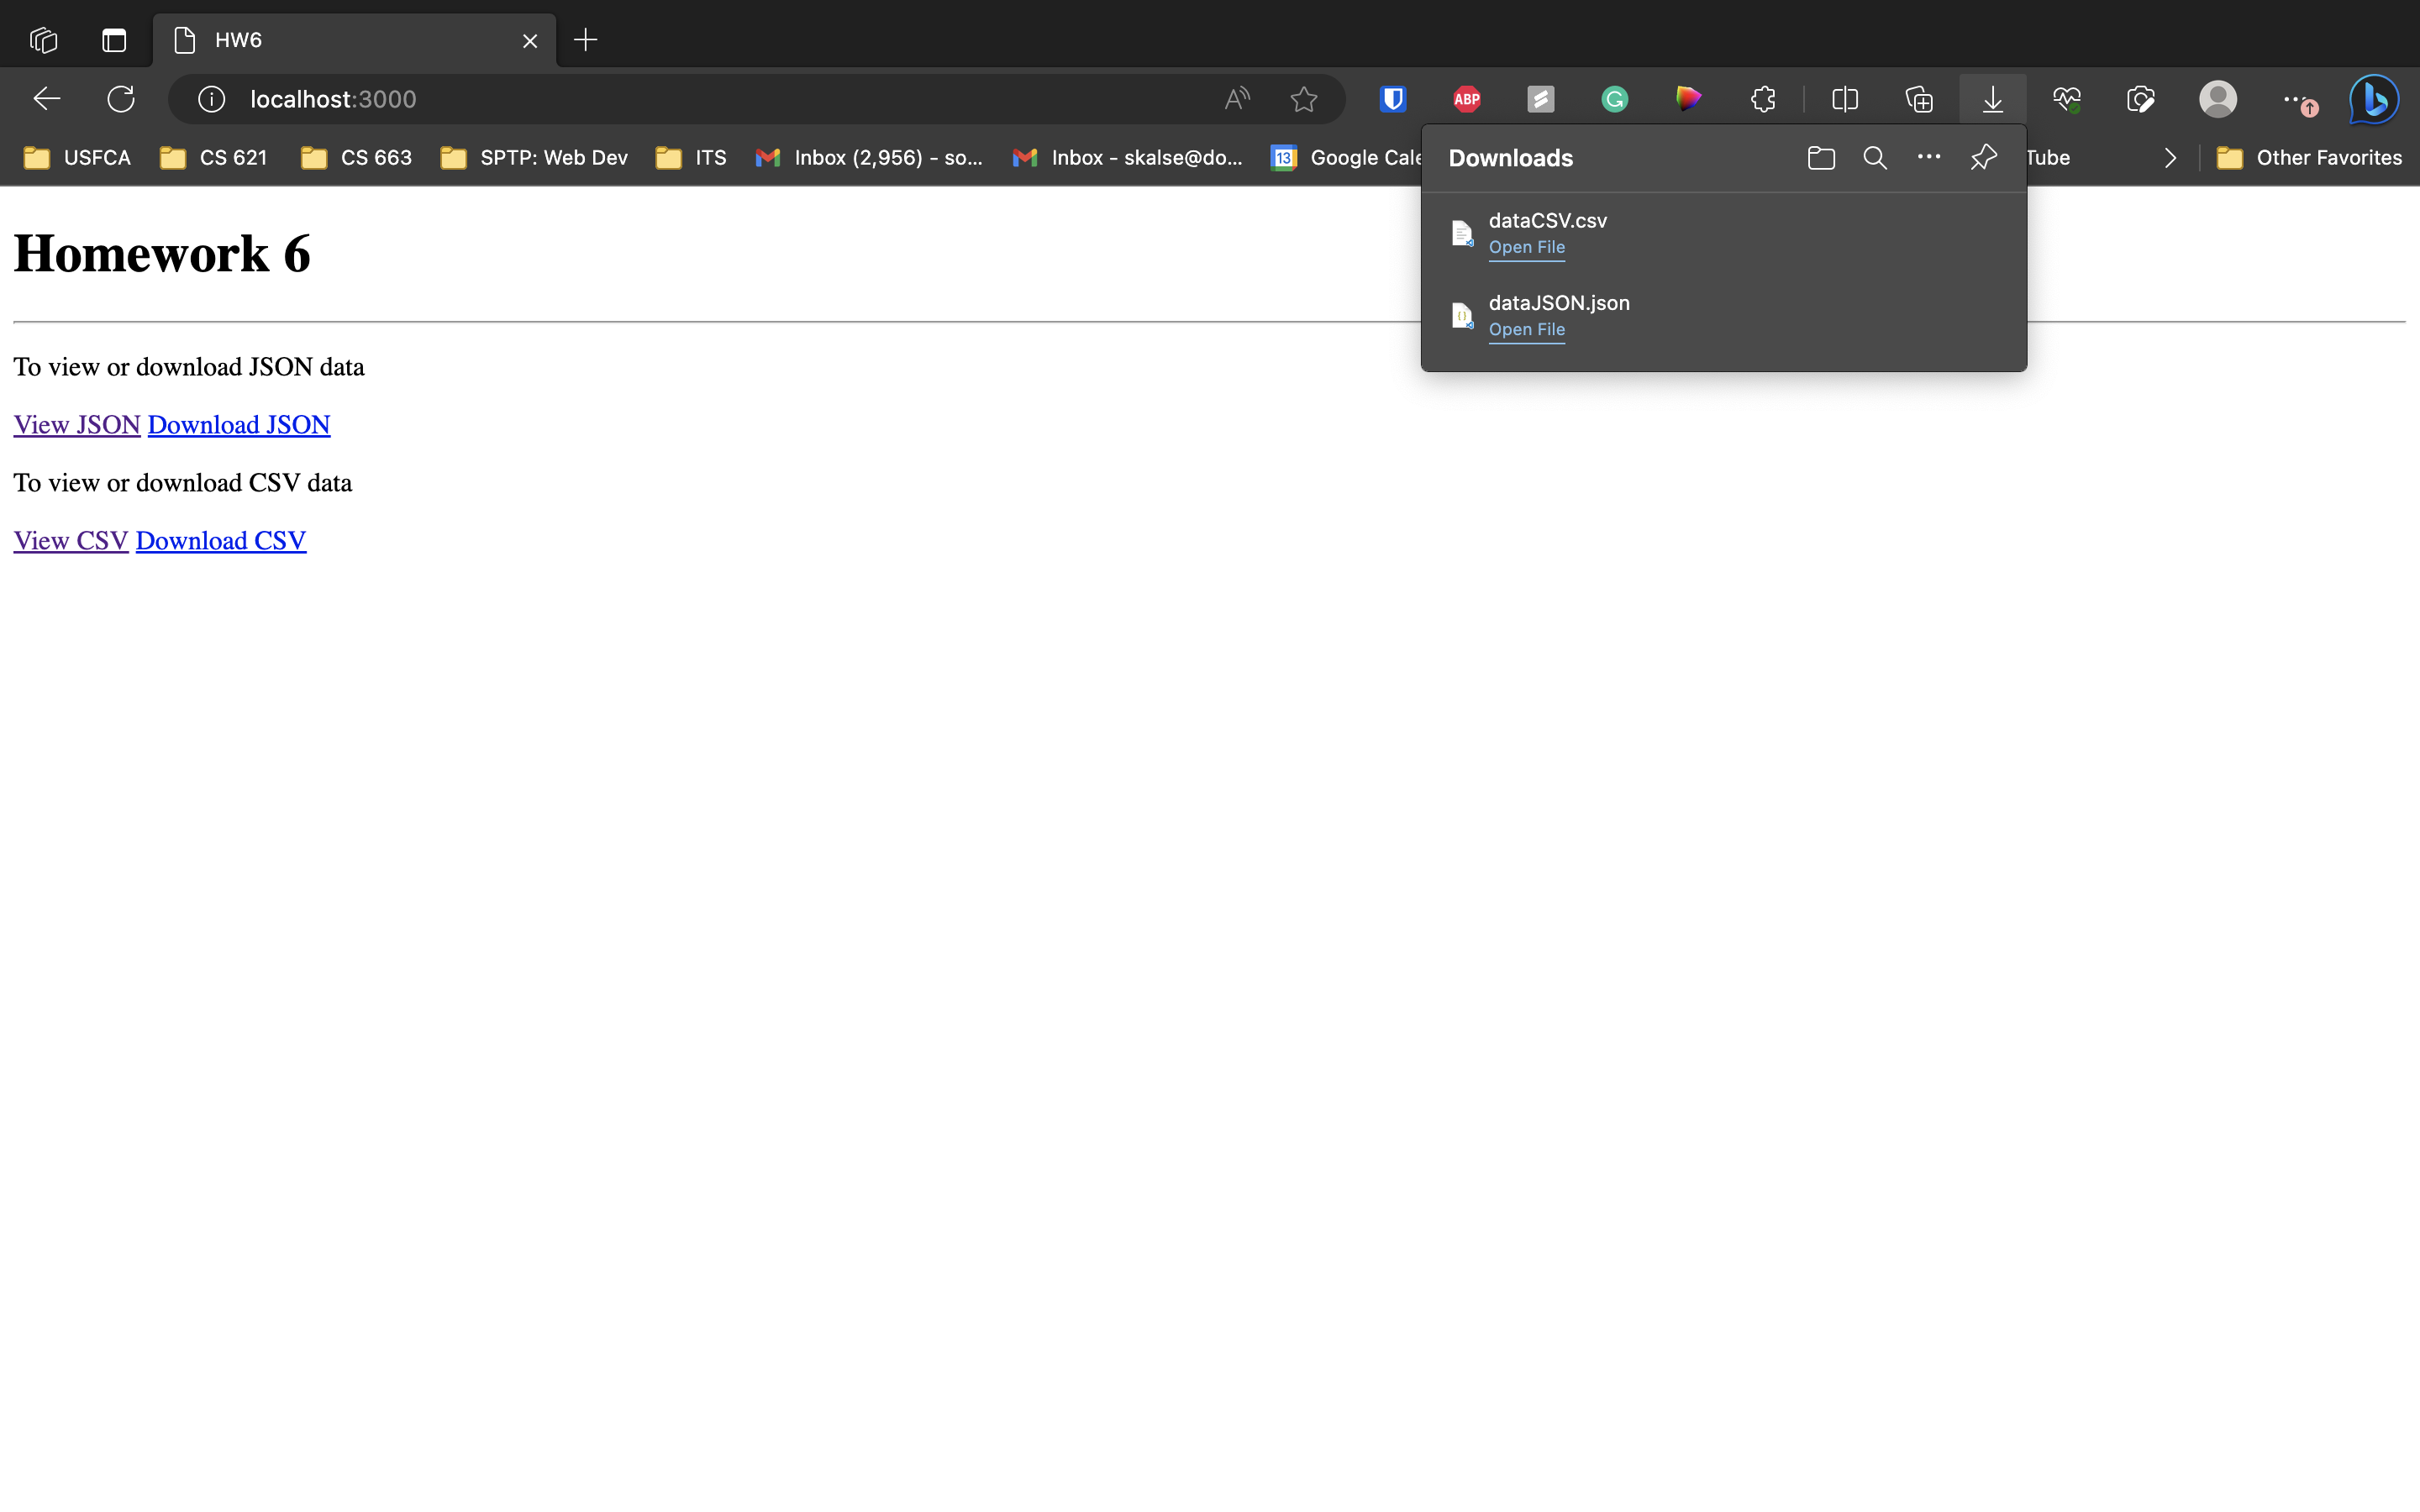 HW6
localhost:3000
ABP
USFCA CS 621 CS 663 SPTP: Web Dev ITS Inbox (2,956) - so... Inbox - skalse@do... 13 Google Cale Tube Other Favorites
Downloads
dataCSV.csv
Open File
dataJSON.json
Open File
Homework 6
To view or download JSON data
View JSON Download JSON
To view or download CSV data
View CSV Download CSV